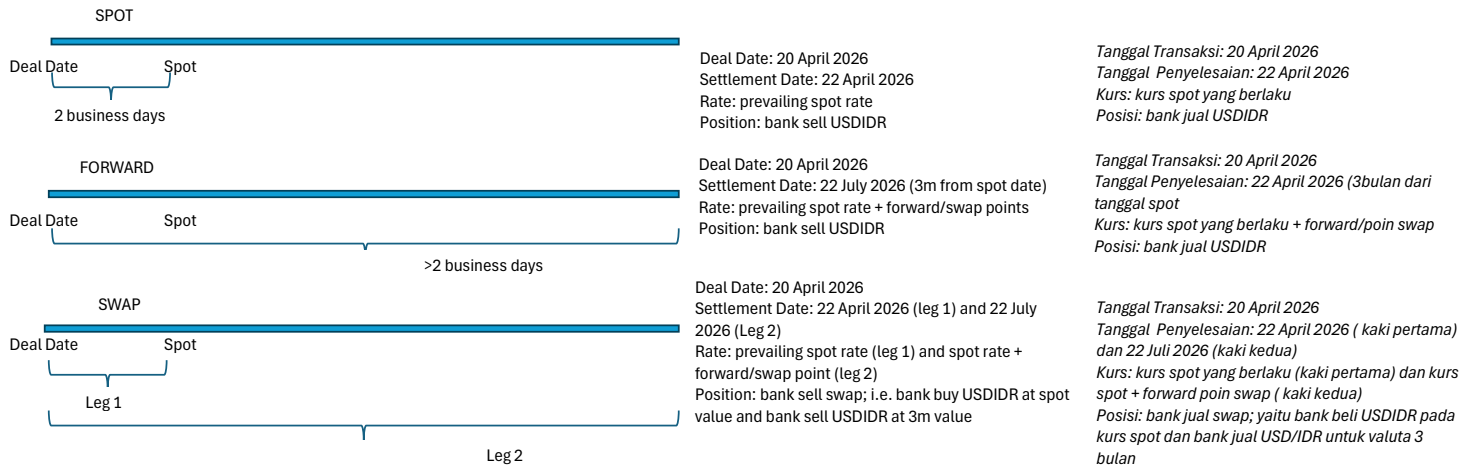 SPOT
Deal Date
Spot
2 business days
Deal Date: 20 April 2026
Settlement Date: 22 April 2026
Rate: prevailing spot rate
Position: bank sell USDIDR
Tanggal Transaksi: 20 April 2026
Tanggal  Penyelesaian: 22 April 2026
Kurs: kurs spot yang berlaku
Posisi: bank jual USDIDR
FORWARD
Deal Date
Spot
>2 business days
Deal Date: 20 April 2026
Settlement Date: 22 July 2026 (3m from spot date)
Rate: prevailing spot rate + forward/swap points
Position: bank sell USDIDR
Tanggal Transaksi: 20 April 2026
Tanggal Penyelesaian: 22 April 2026 (3bulan dari
tanggal spot
Kurs: kurs spot yang berlaku + forward/poin swap
Posisi: bank jual USDIDR
SWAP
Deal Date
Spot
Leg 1
Leg 2
Deal Date: 20 April 2026
Settlement Date: 22 April 2026 (leg 1) and 22 July
2026 (Leg 2)
Rate: prevailing spot rate (leg 1) and spot rate +
forward/swap point (leg 2)
Position: bank sell swap; i.e. bank buy USDIDR at spot
value and bank sell USDIDR at 3m value
Tanggal Transaksi: 20 April 2026
Tanggal  Penyelesaian: 22 April 2026 ( kaki pertama)
dan 22 Juli 2026 (kaki kedua)
Kurs: kurs spot yang berlaku (kaki pertama) dan kurs
spot + forward poin swap ( kaki kedua)
Posisi: bank jual swap; yaitu bank beli USDIDR pada
kurs spot dan bank jual USD/IDR untuk valuta 3
bulan